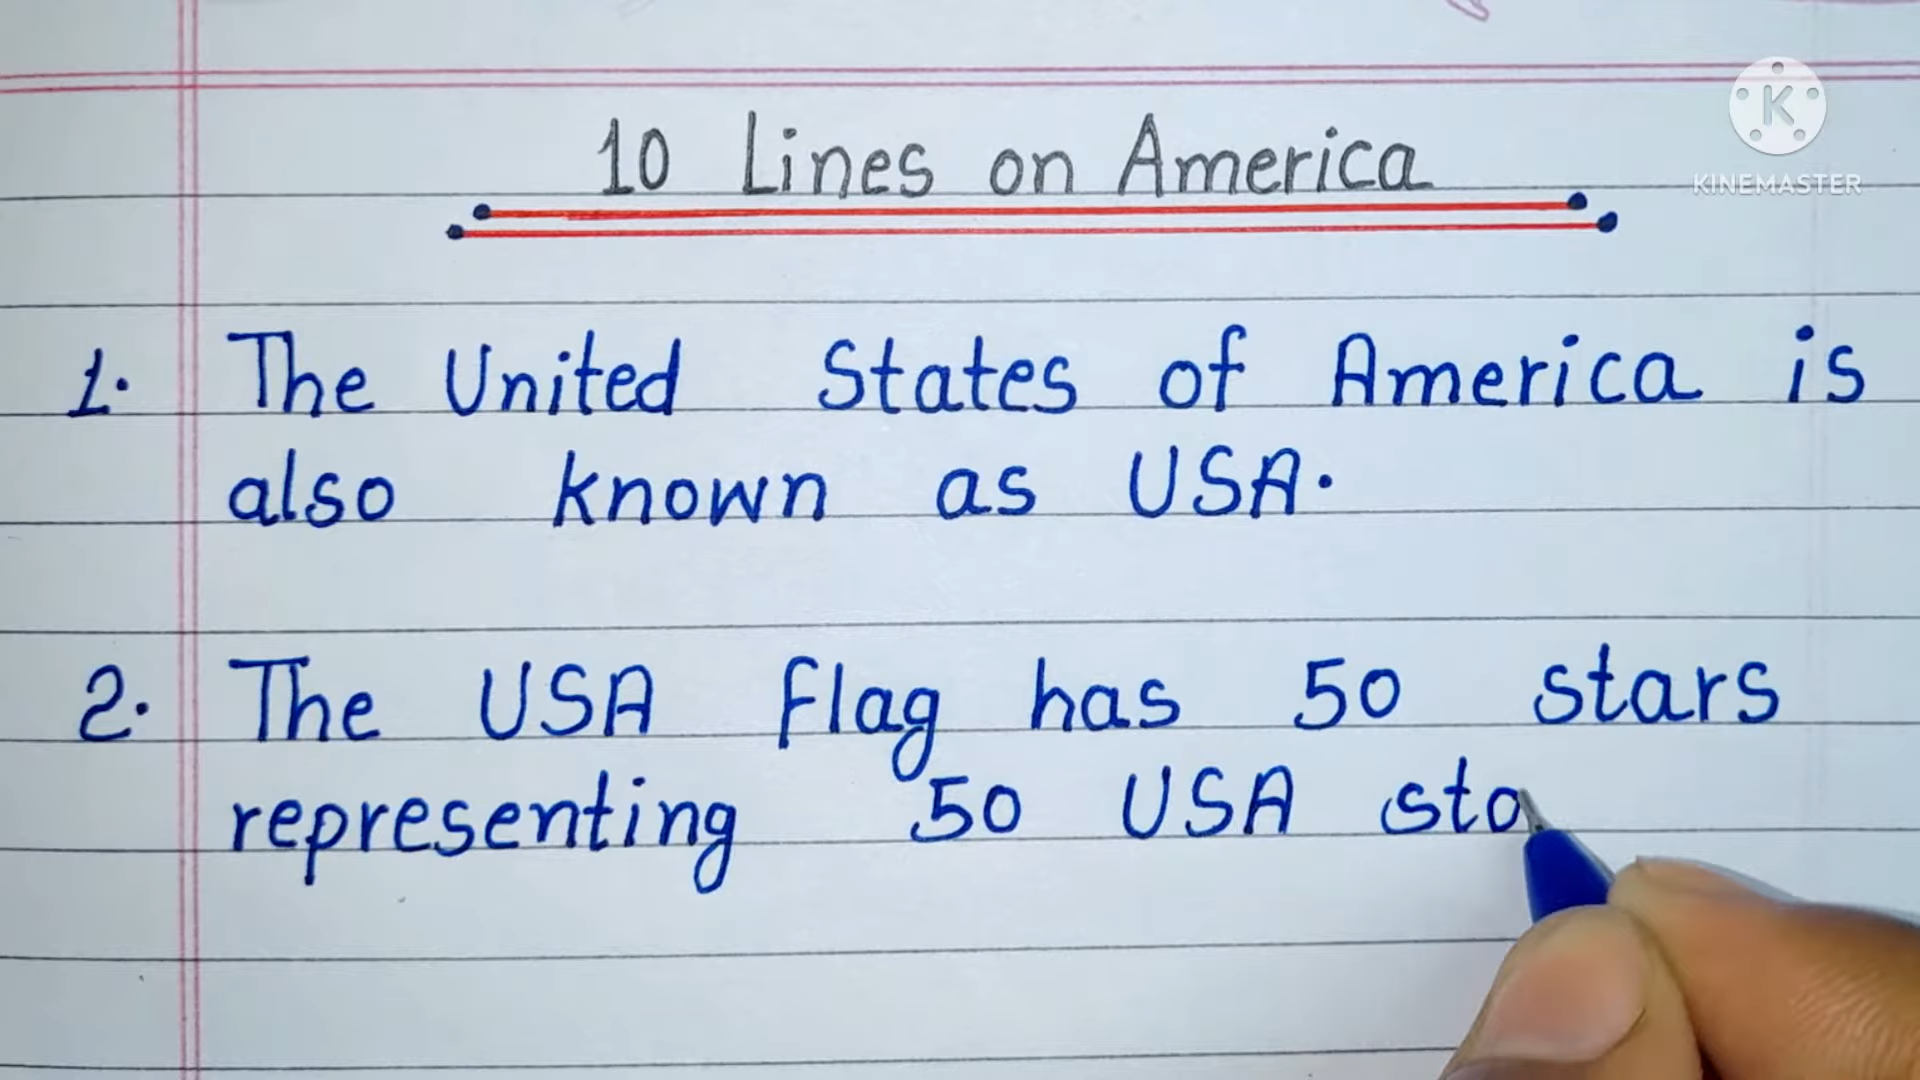 10 Lines on America
KINEMASTER
1. The United States of America is
also known as USA.
2. The USA flag has 50 stars
representing 50 USA sta